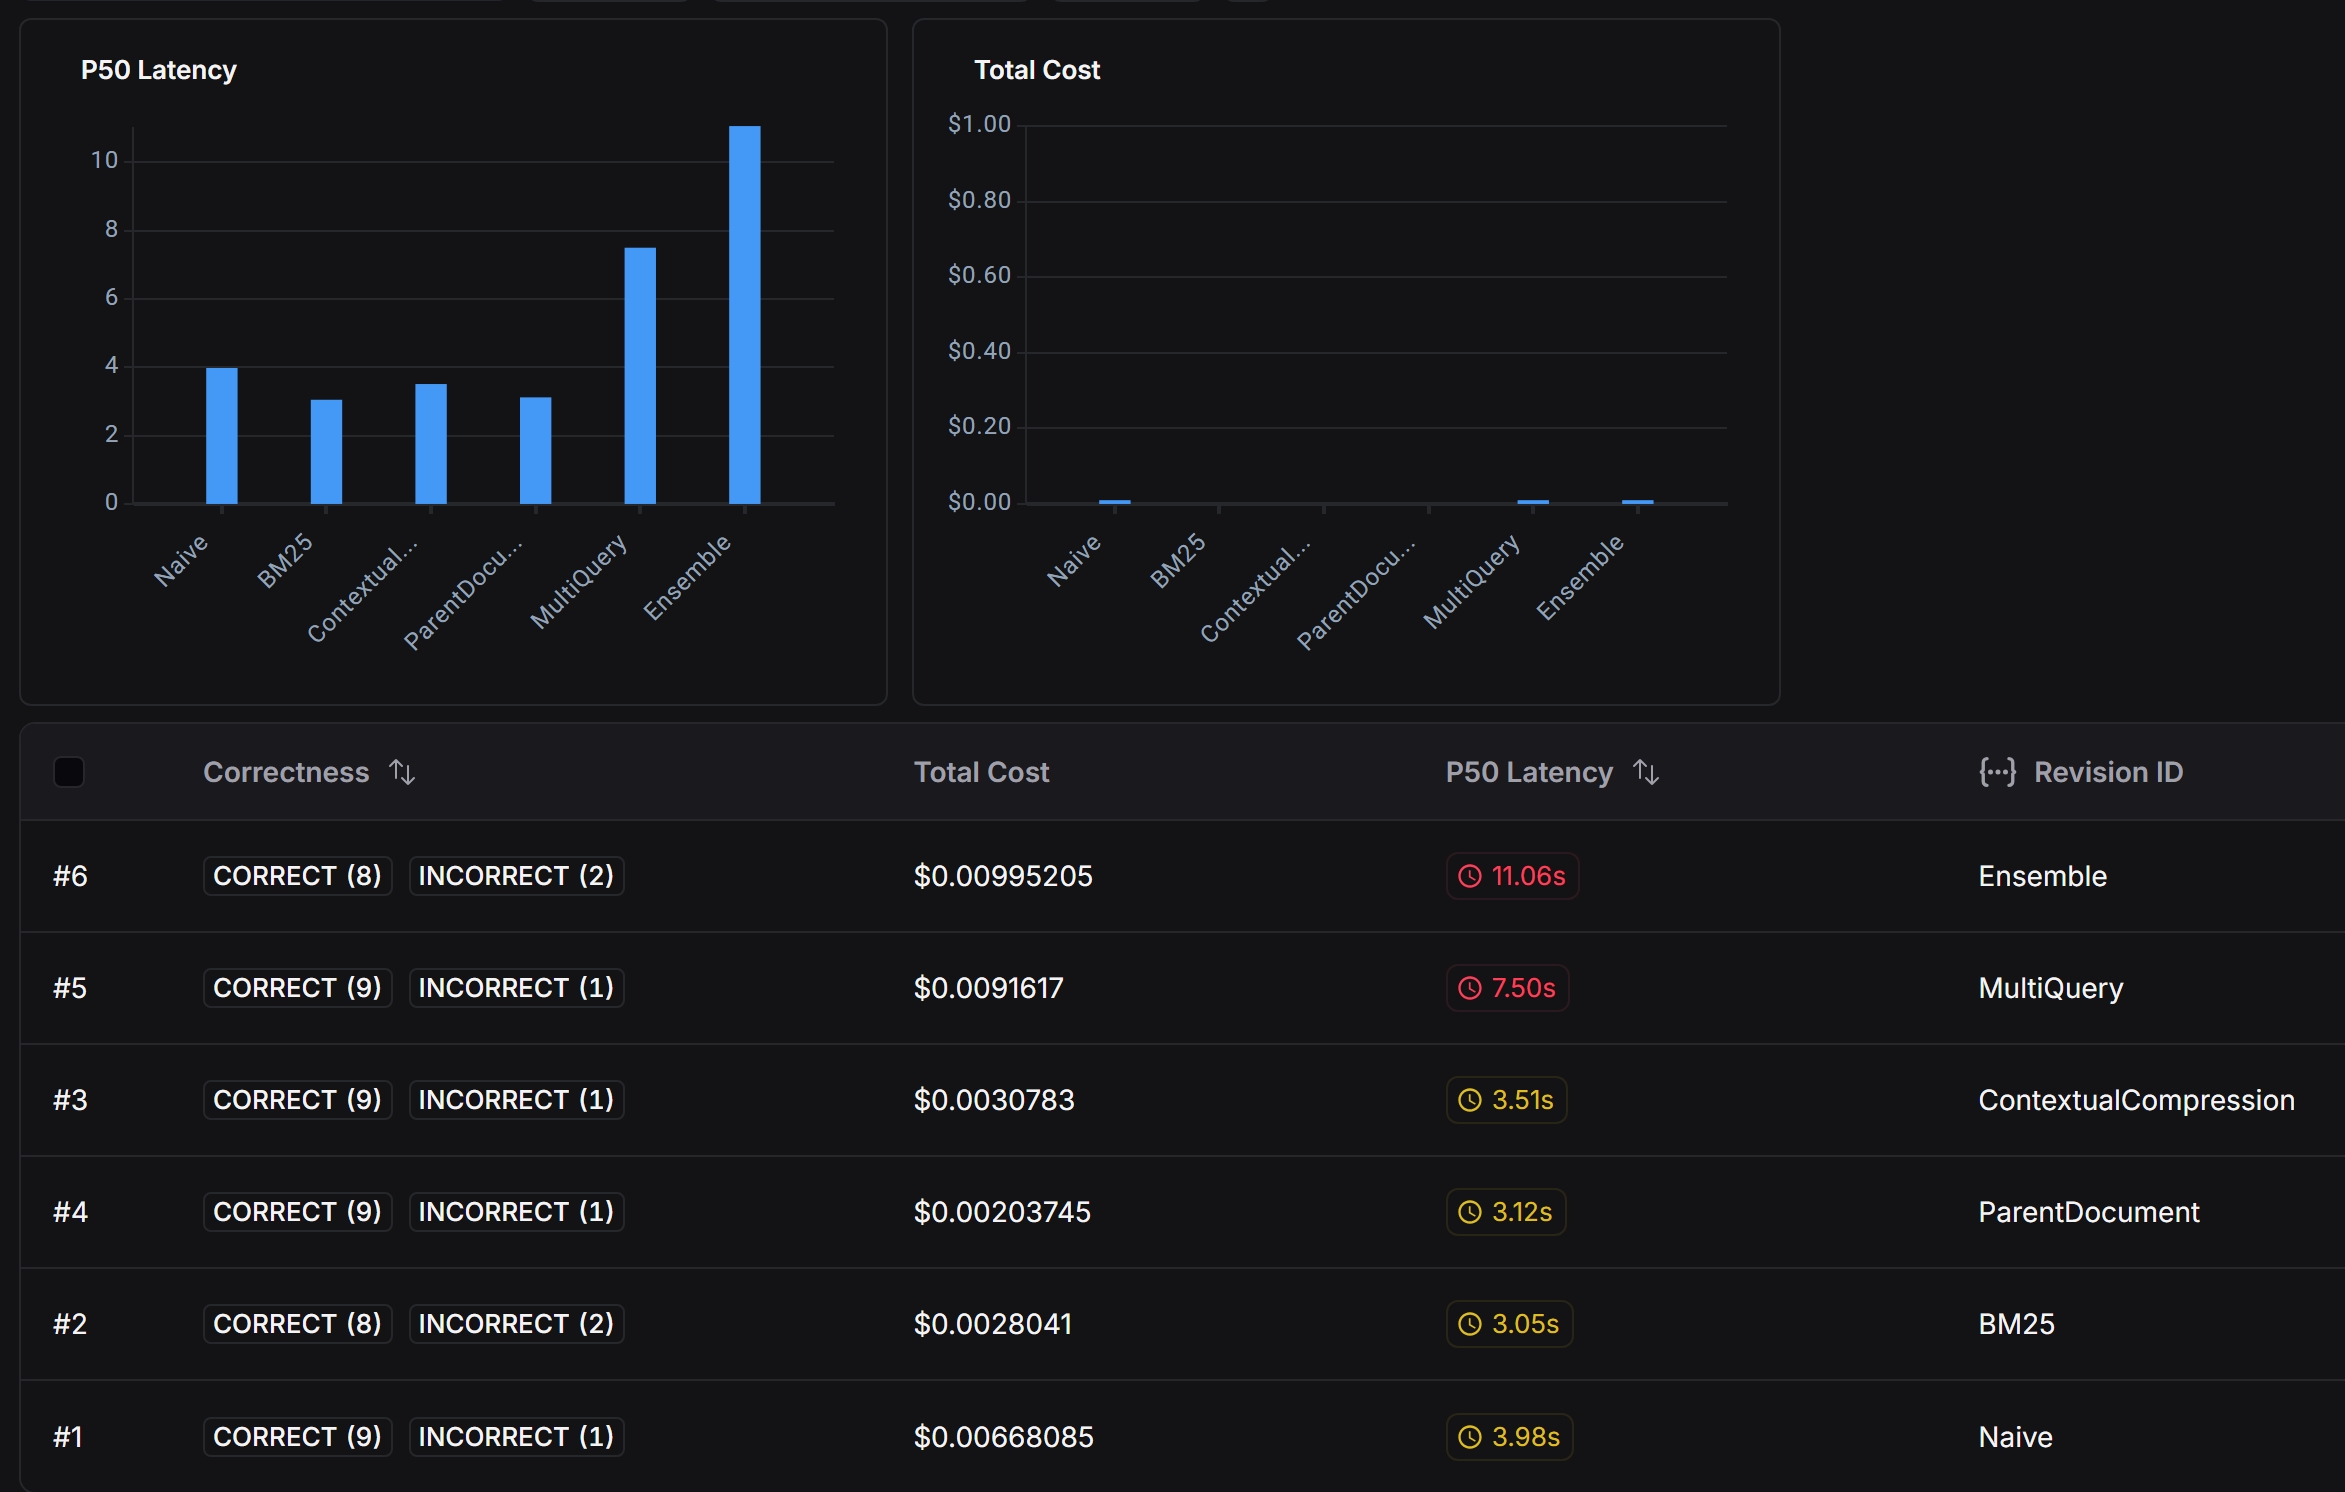 P50 Latency
10
8
6
4
2
0
Naive
BM25
Contextual...
ParentDocu...
MultiQuery
Ensemble
Total Cost
$1.00
$0.80
$0.60
$0.40
$0.20
$0.00
Naive
BM25
Contextual...
ParentDocu...
MultiQuery
Ensemble
Correctness Total Cost P50 Latency {...} Revision ID
#6 CORRECT (8) INCORRECT (2) $0.00995205 11.06s Ensemble
#5 CORRECT (9) INCORRECT (1) $0.0091617 7.50s MultiQuery
#3 CORRECT (9) INCORRECT (1) $0.0030783 3.51s ContextualCompression
#4 CORRECT (9) INCORRECT (1) $0.00203745 3.12s ParentDocument
#2 CORRECT (8) INCORRECT (2) $0.0028041 3.05s BM25
#1 CORRECT (9) INCORRECT (1) $0.00668085 3.98s Naive